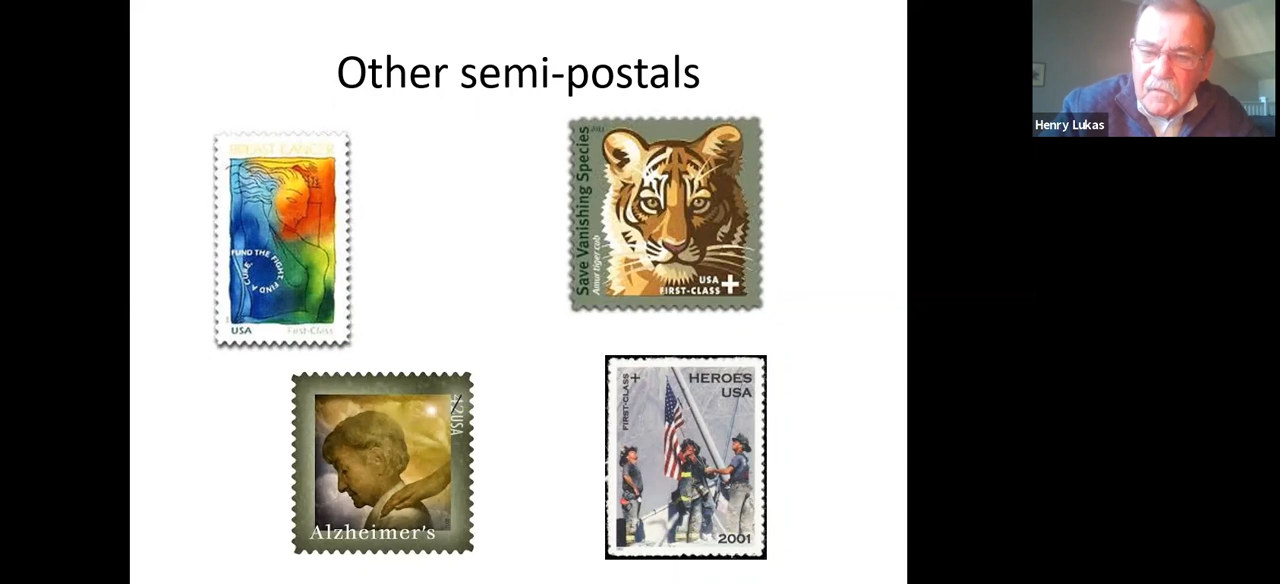 Other semi-postals
Henry Lukas
BREAST CANCER
FUND THE FIGHT. FIND A CURE.
USA First-Class
Save Vanishing Species
Amur tiger cub
2011
USA
FIRST-CLASS+
USA
Alzheimer's
FIRST-CLASS+
HEROES
USA
2001